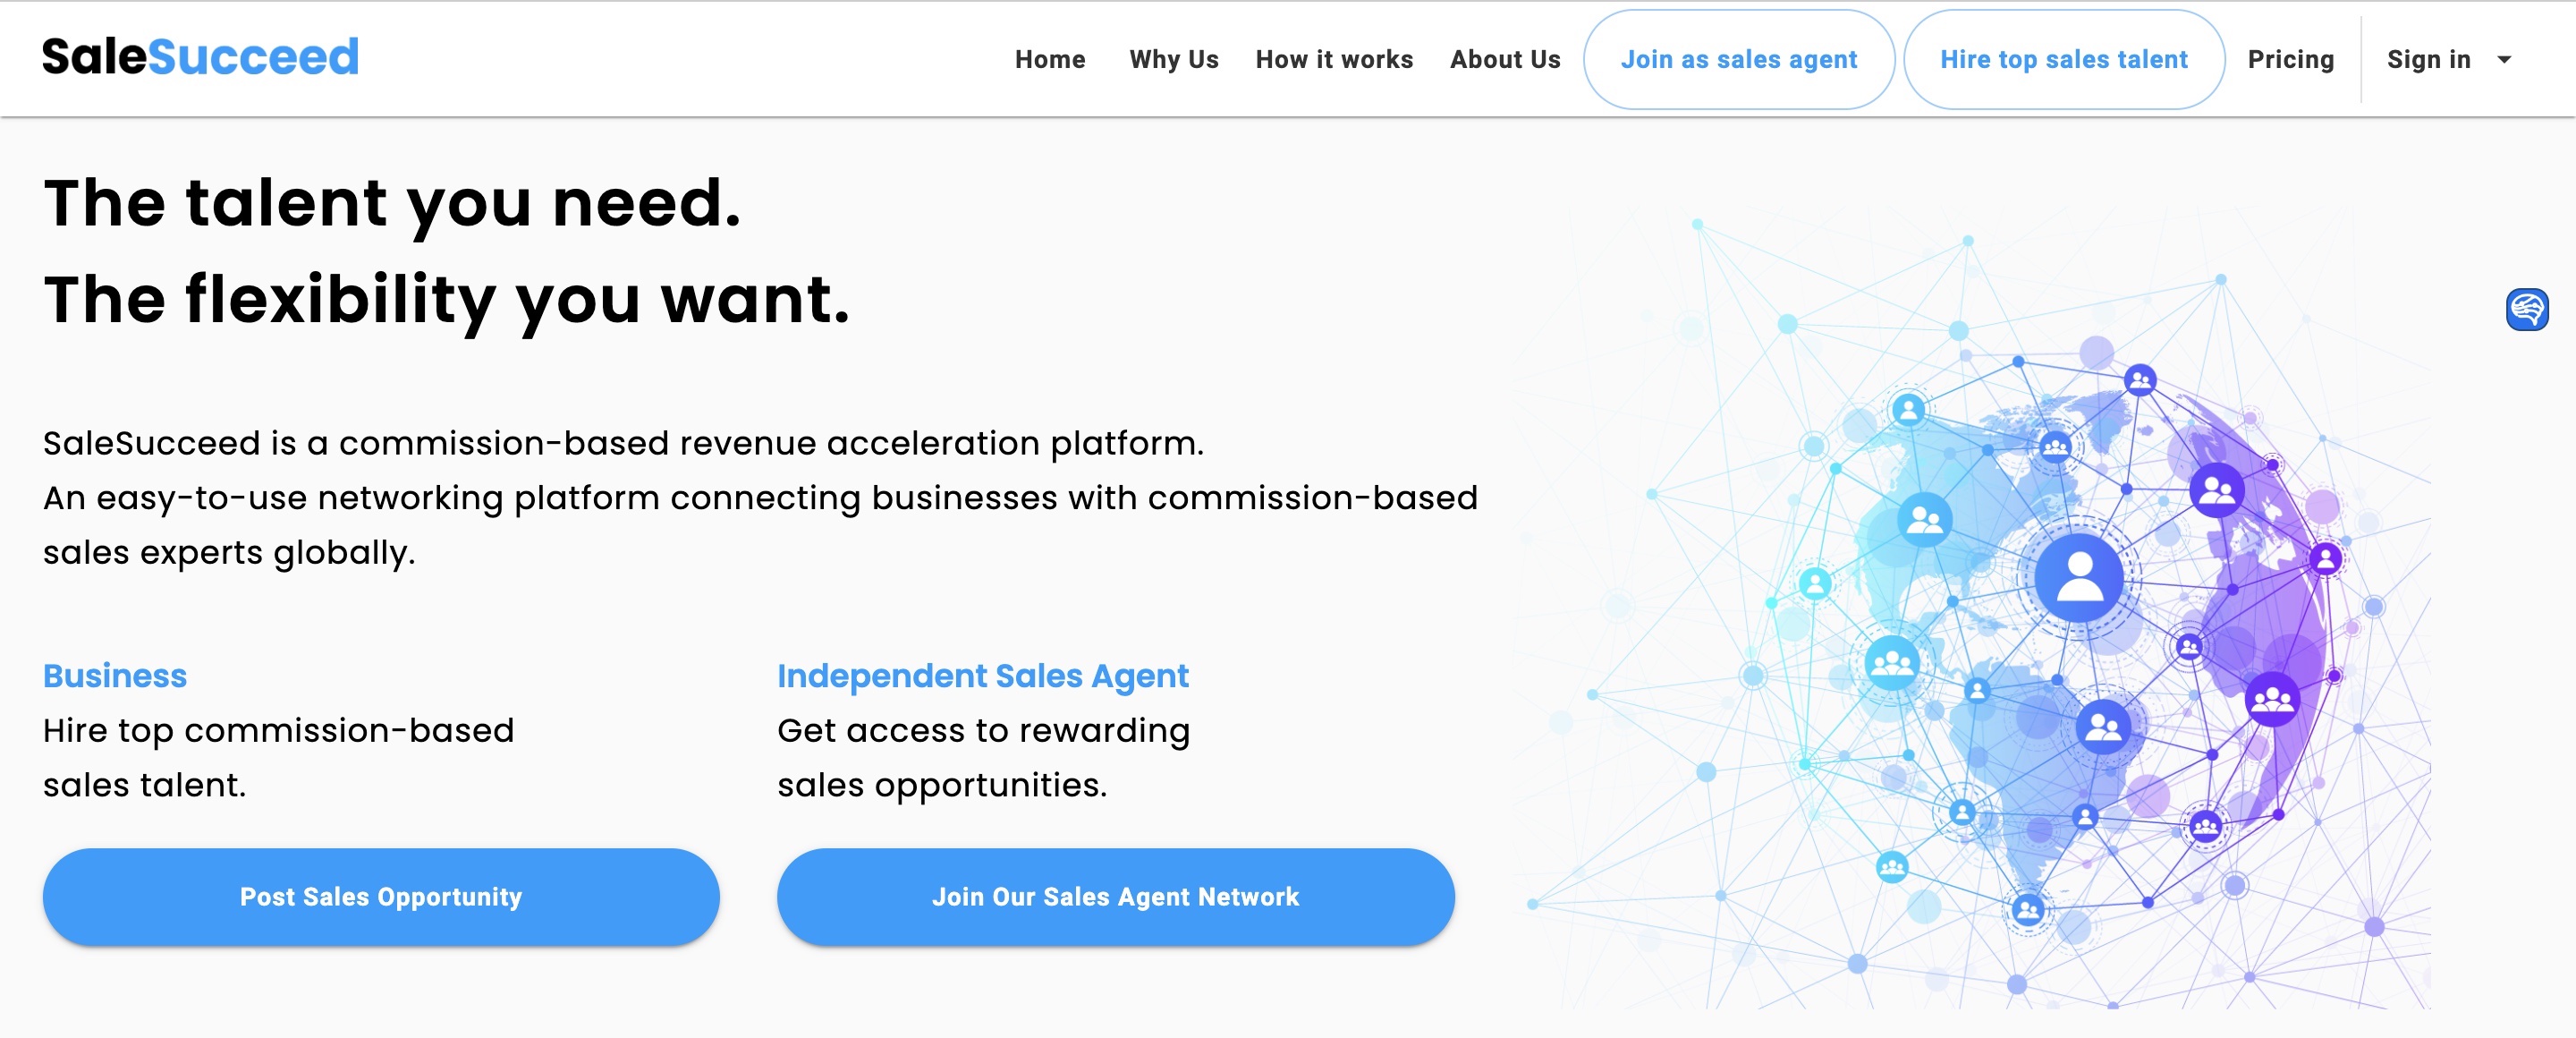 SaleSucceed
Home
Why Us
How it works
About Us
Join as sales agent
Hire top sales talent
Pricing
Sign in
The talent you need.
The flexibility you want.
SaleSucceed is a commission-based revenue acceleration platform.
An easy-to-use networking platform connecting businesses with commission-based
sales experts globally.
Business
Hire top commission-based
sales talent.
Post Sales Opportunity
Independent Sales Agent
Get access to rewarding
sales opportunities.
Join Our Sales Agent Network